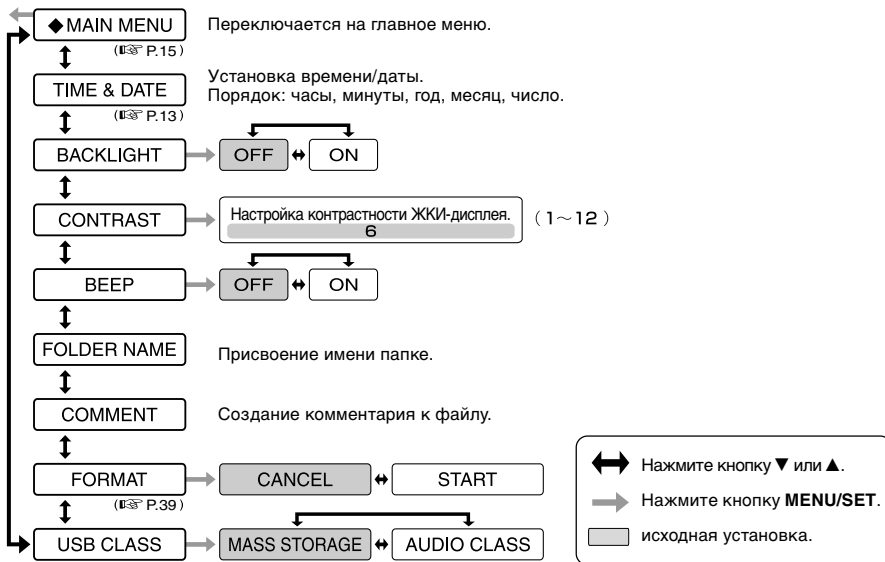 ◆MAIN MENU
Переключается на главное меню.
(☞ P.15)
TIME & DATE
Установка времени/даты.
Порядок: часы, минуты, год, месяц, число.
(☞ P.13)
BACKLIGHT
OFF
ON
CONTRAST
Настройка контрастности ЖКИ-дисплея.
6
(1~12)
BEEP
OFF
ON
FOLDER NAME
Присвоение имени папке.
COMMENT
Создание комментария к файлу.
FORMAT
CANCEL
START
(☞ P.39)
USB CLASS
MASS STORAGE
AUDIO CLASS
Нажмите кнопку ▼ или ▲.
Нажмите кнопку MENU/SET.
исходная установка.